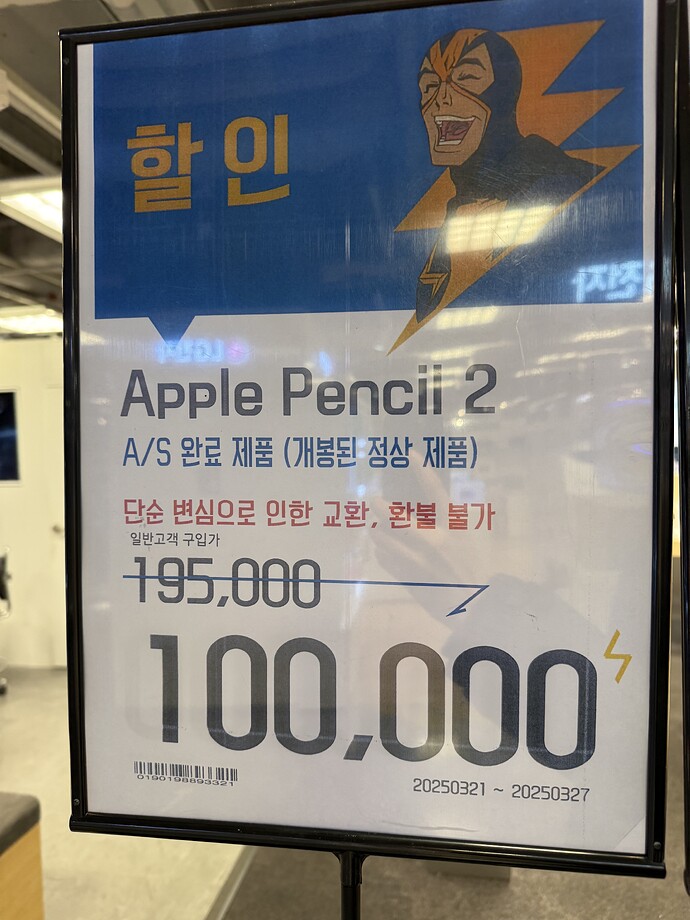 할인
Apple Pencil 2
A/S 완료 제품 (개봉된 정상 제품)
단순 변심으로 인한 교환, 환불 불가
일반고객 구입가
195,000
100,000
0190198893321
20250321 ~ 20250327